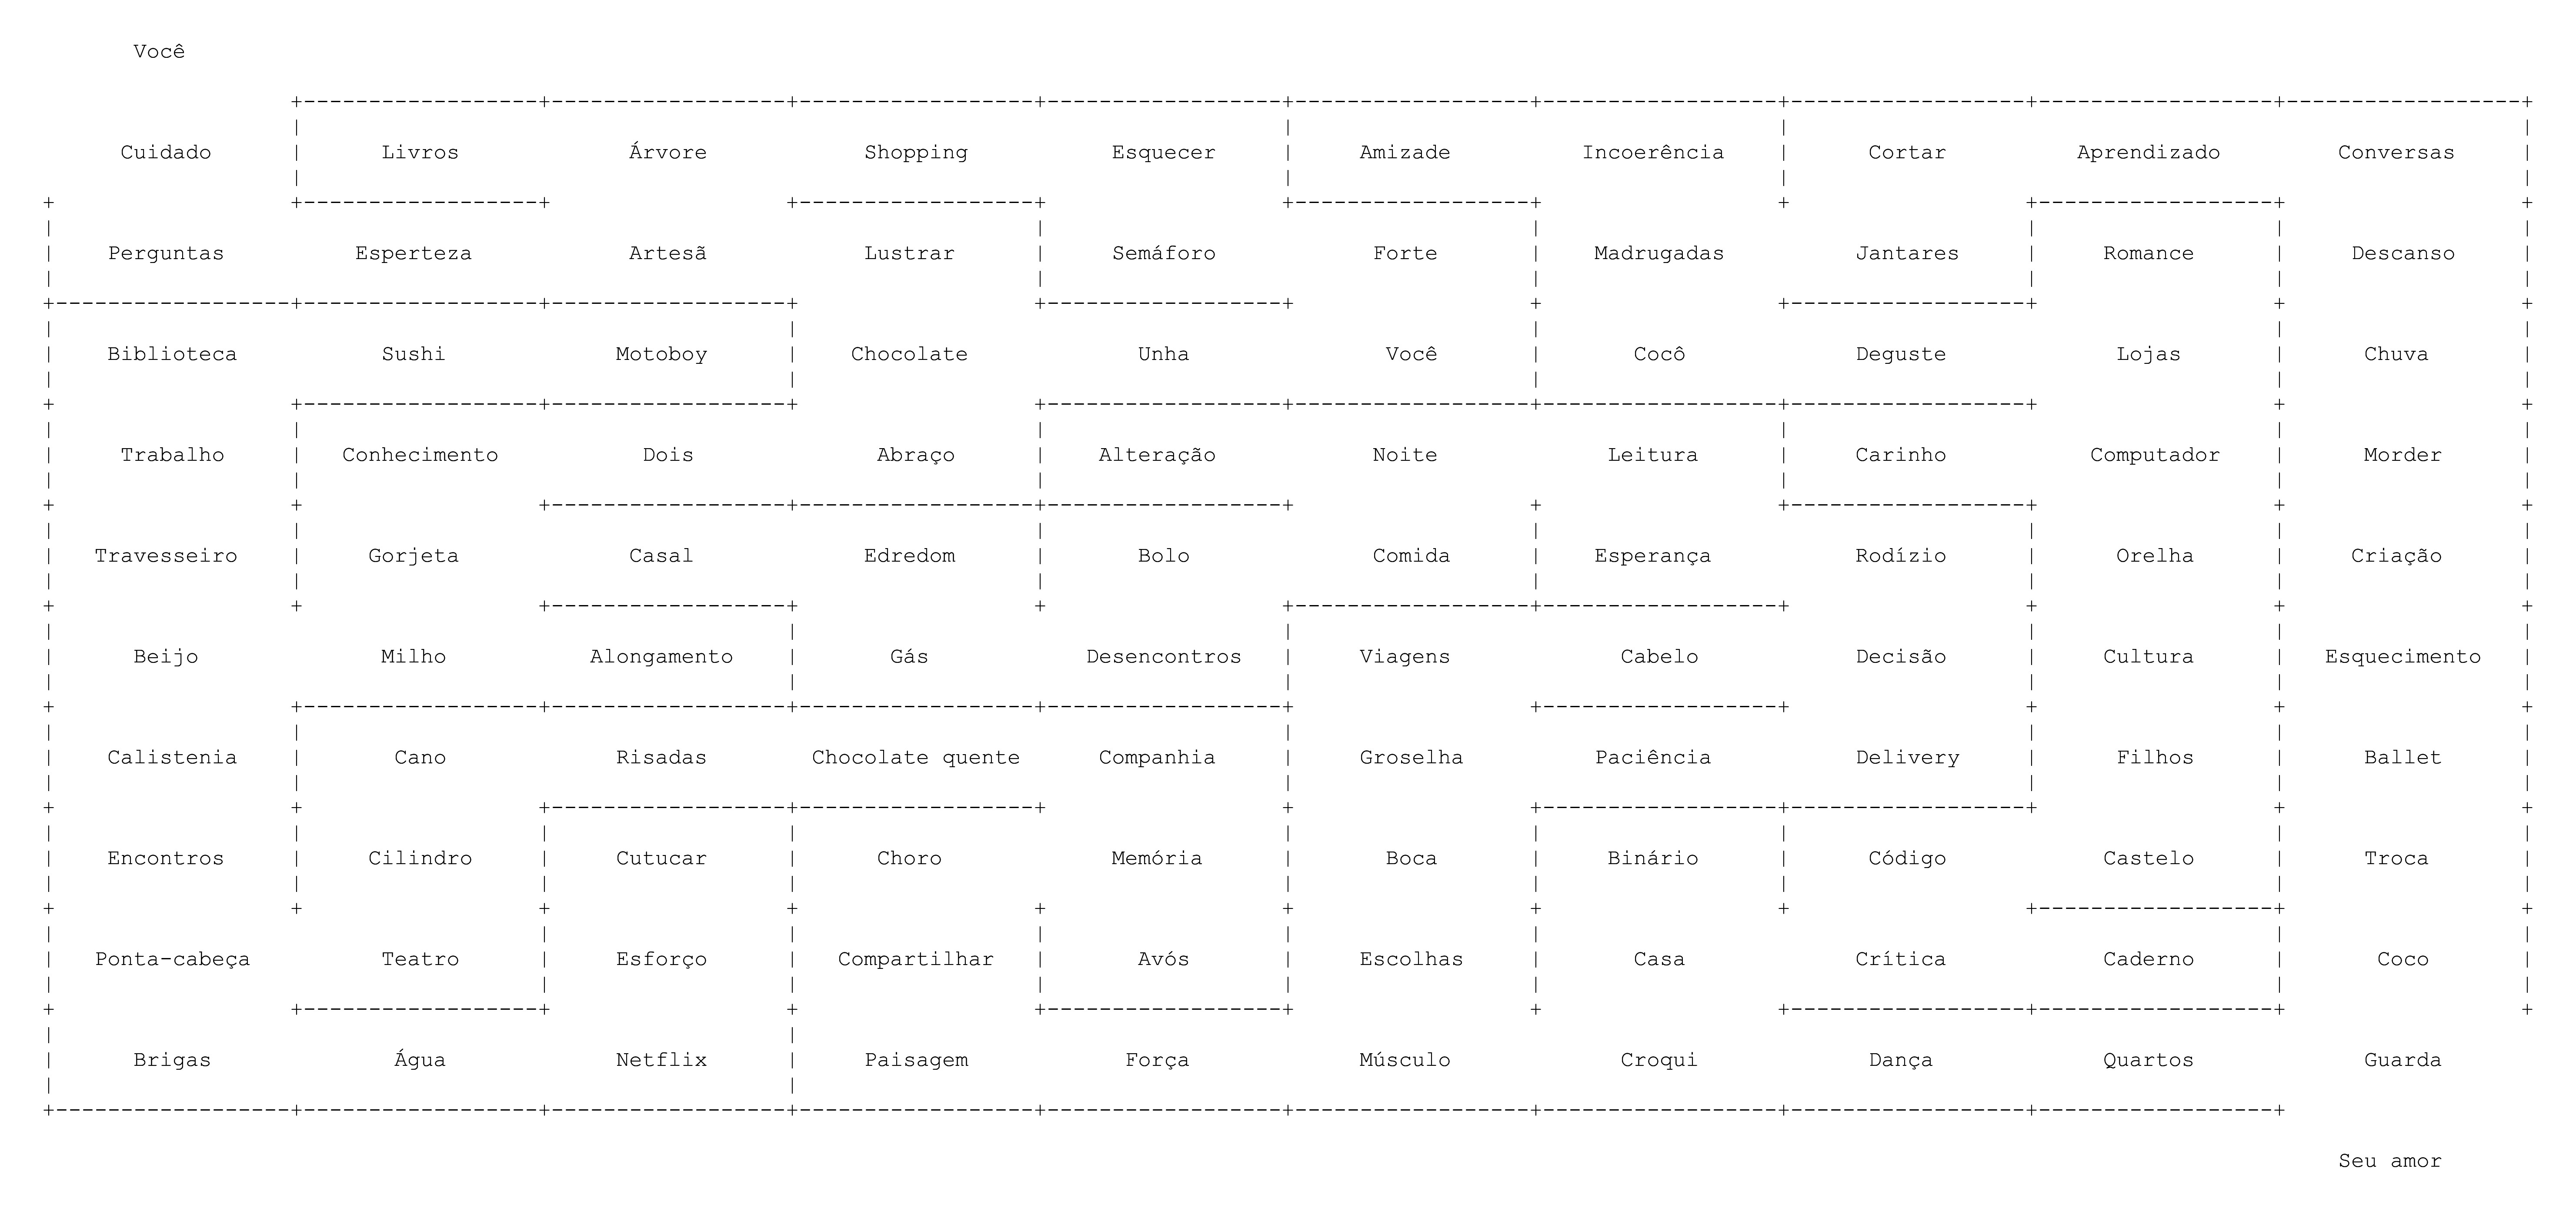 Você
Cuidado Livros Árvore Shopping Esquecer Amizade Incoerência Cortar Aprendizado Conversas
Perguntas Esperteza Artesã Lustrar Semáforo Forte Madrugadas Jantares Romance Descanso
Biblioteca Sushi Motoboy Chocolate Unha Você Cocô Deguste Lojas Chuva
Trabalho Conhecimento Dois Abraço Alteração Noite Leitura Carinho Computador Morder
Travesseiro Gorjeta Casal Edredom Bolo Comida Esperança Rodízio Orelha Criação
Beijo Milho Alongamento Gás Desencontros Viagens Cabelo Decisão Cultura Esquecimento
Calistenia Cano Risadas Chocolate quente Companhia Groselha Paciência Delivery Filhos Ballet
Encontros Cilindro Cutucar Choro Memória Boca Binário Código Castelo Troca
Ponta-cabeça Teatro Esforço Compartilhar Avós Escolhas Casa Crítica Caderno Coco
Brigas Água Netflix Paisagem Força Músculo Croqui Dança Quartos Guarda
Seu amor